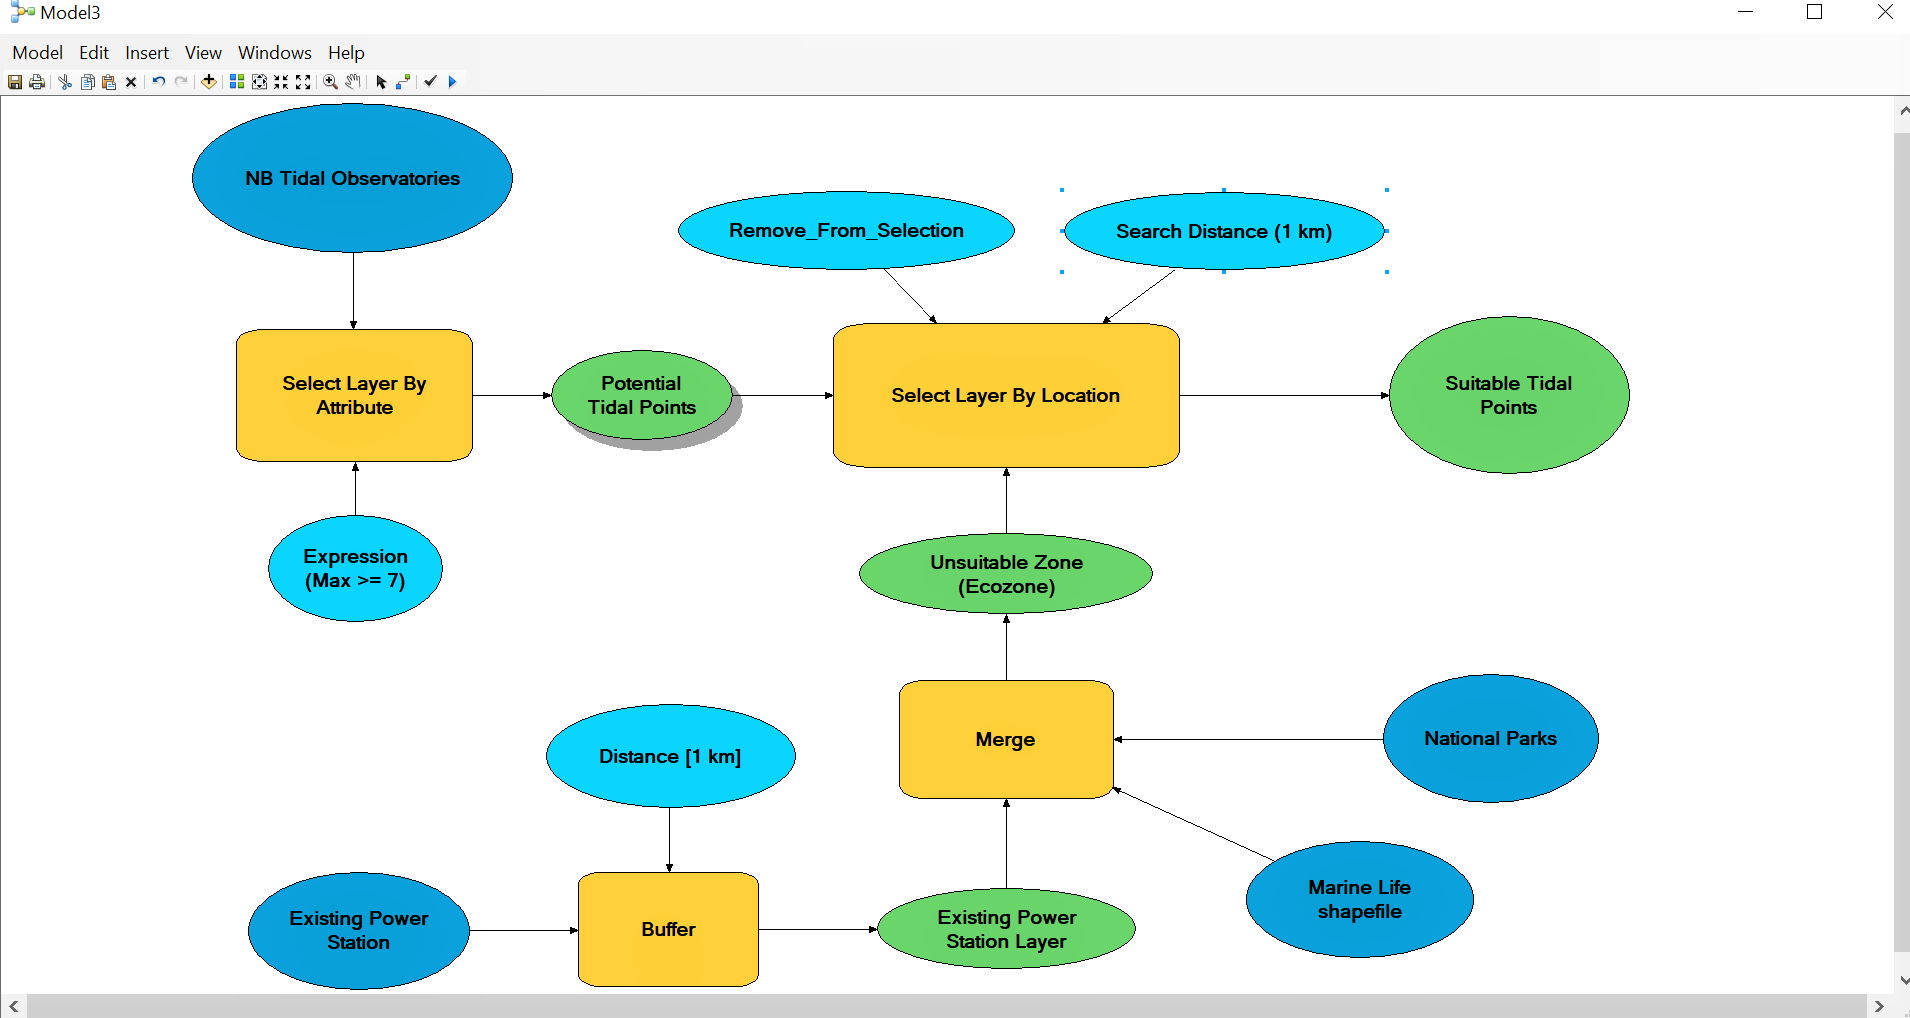 Model3
Model Edit Insert View Windows Help
NB Tidal Observatories
Remove_From_Selection
Search Distance (1 km)
Select Layer By
Attribute
Potential
Tidal Points
Select Layer By Location
Suitable Tidal
Points
Expression
(Max >= 7)
Unsuitable Zone
(Ecozone)
Distance [1 km]
Merge
National Parks
Marine Life
shapefile
Existing Power
Station
Buffer
Existing Power
Station Layer